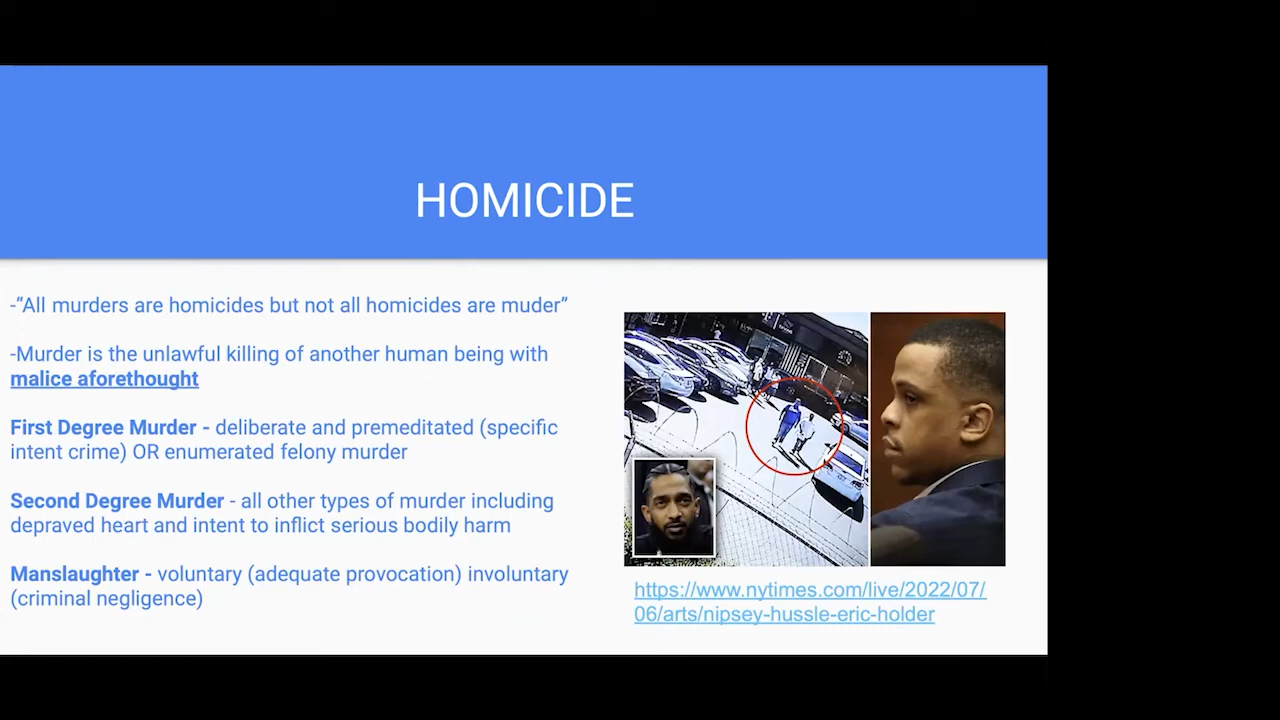 HOMICIDE
-“All murders are homicides but not all homicides are muder”
-Murder is the unlawful killing of another human being with
malice aforethought
First Degree Murder - deliberate and premeditated (specific
intent crime) OR enumerated felony murder
Second Degree Murder - all other types of murder including
depraved heart and intent to inflict serious bodily harm
Manslaughter - voluntary (adequate provocation) involuntary
(criminal negligence)
https://www.nytimes.com/live/2022/07/
06/arts/nipsey-hussle-eric-holder